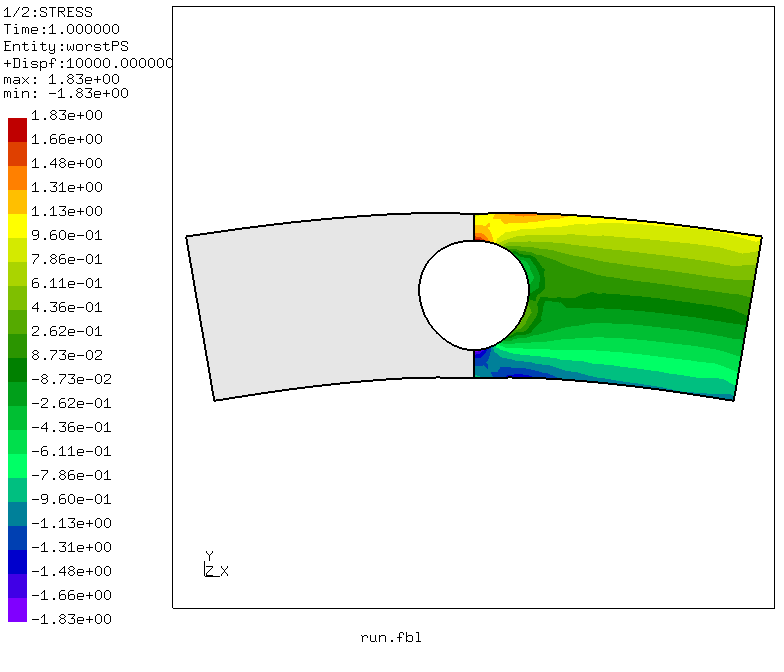 1/2:STRESS
Time:1.000000
Entity:worstPS
+Dispf:10000.000000
max: 1.83e+00
min: -1.83e+00
1.83e+00
1.66e+00
1.48e+00
1.31e+00
1.13e+00
9.60e-01
7.86e-01
6.11e-01
4.36e-01
2.62e-01
8.73e-02
-8.73e-02
-2.62e-01
-4.36e-01
-6.11e-01
-7.86e-01
-9.60e-01
-1.13e+00
-1.31e+00
-1.48e+00
-1.66e+00
-1.83e+00
Y
Z X
run.fbl